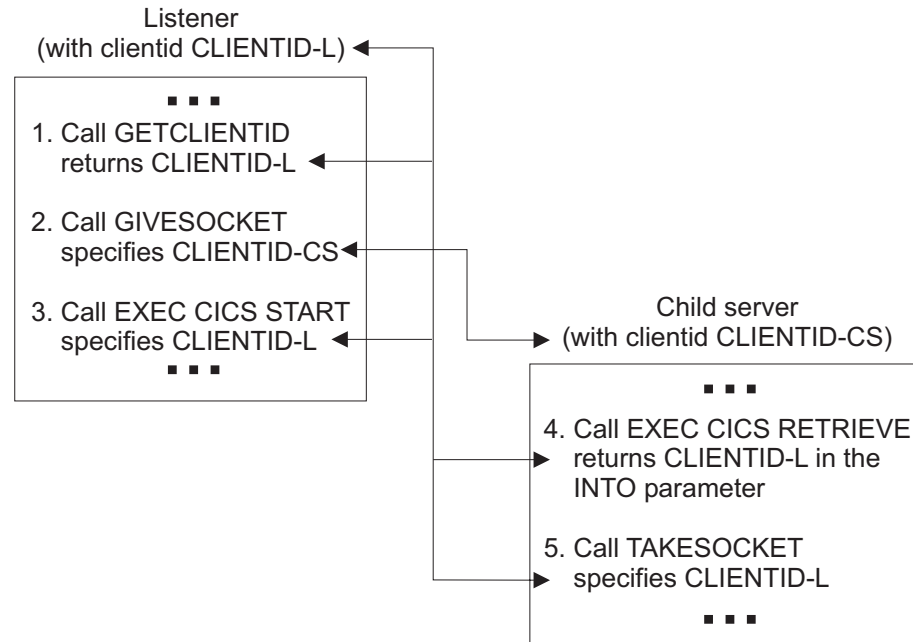 Listener
(with clientid CLIENTID-L)
1. Call GETCLIENTID
returns CLIENTID-L
2. Call GIVESOCKET
specifies CLIENTID-CS
3. Call EXEC CICS START
specifies CLIENTID-L
Child server
(with clientid CLIENTID-CS)
4. Call EXEC CICS RETRIEVE
returns CLIENTID-L in the
INTO parameter
5. Call TAKESOCKET
specifies CLIENTID-L